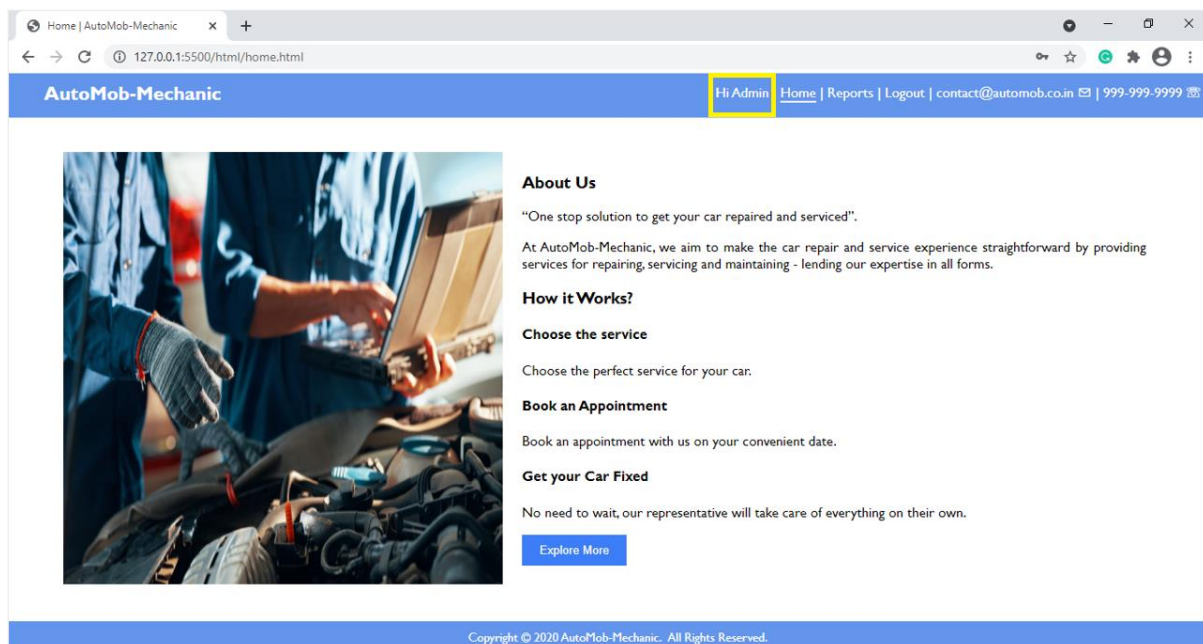 Home | AutoMob-Mechanic
127.0.0.1:5500/html/home.html
AutoMob-Mechanic
Hi Admin Home | Reports | Logout | contact@automob.co.in ✉ | 999-999-9999 ☏
About Us
“One stop solution to get your car repaired and serviced”.
At AutoMob-Mechanic, we aim to make the car repair and service experience straightforward by providing
services for repairing, servicing and maintaining - lending our expertise in all forms.
How it Works?
Choose the service
Choose the perfect service for your car.
Book an Appointment
Book an appointment with us on your convenient date.
Get your Car Fixed
No need to wait, our representative will take care of everything on their own.
Explore More
Copyright © 2020 AutoMob-Mechanic. All Rights Reserved.